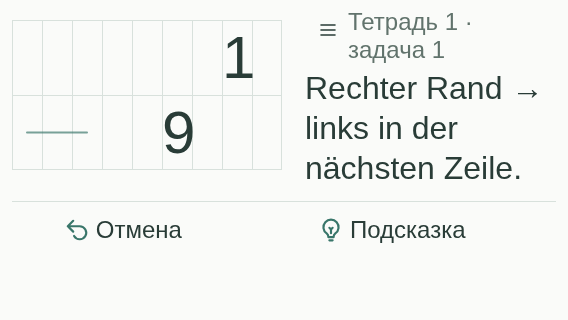 1
9
Тетрадь 1 ·
задача 1
Rechter Rand →
links in der
nächsten Zeile.
Отмена
Подсказка